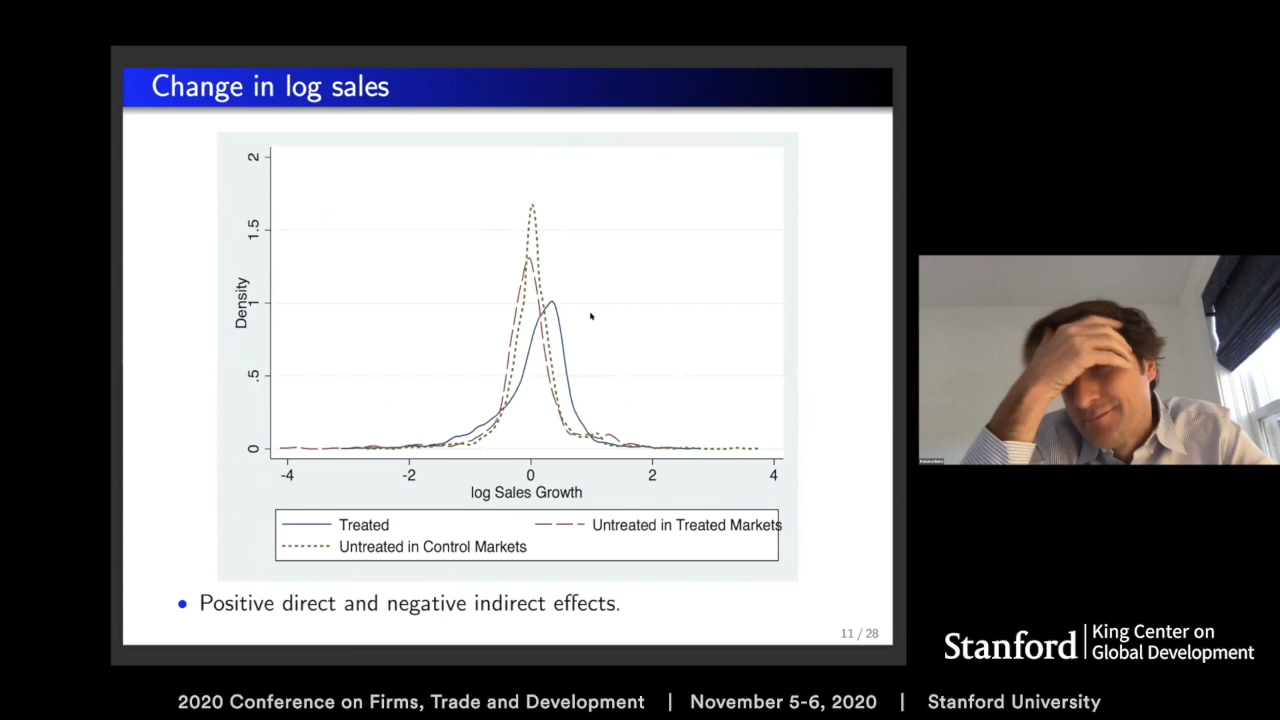 Change in log sales
2
1.5
1
.5
0
Density
-4 -2 0 2 4
log Sales Growth
Treated Untreated in Treated Markets
Untreated in Control Markets
• Positive direct and negative indirect effects.
11 / 28
Stanford | King Center on
Global Development
2020 Conference on Firms, Trade and Development | November 5-6, 2020 | Stanford University